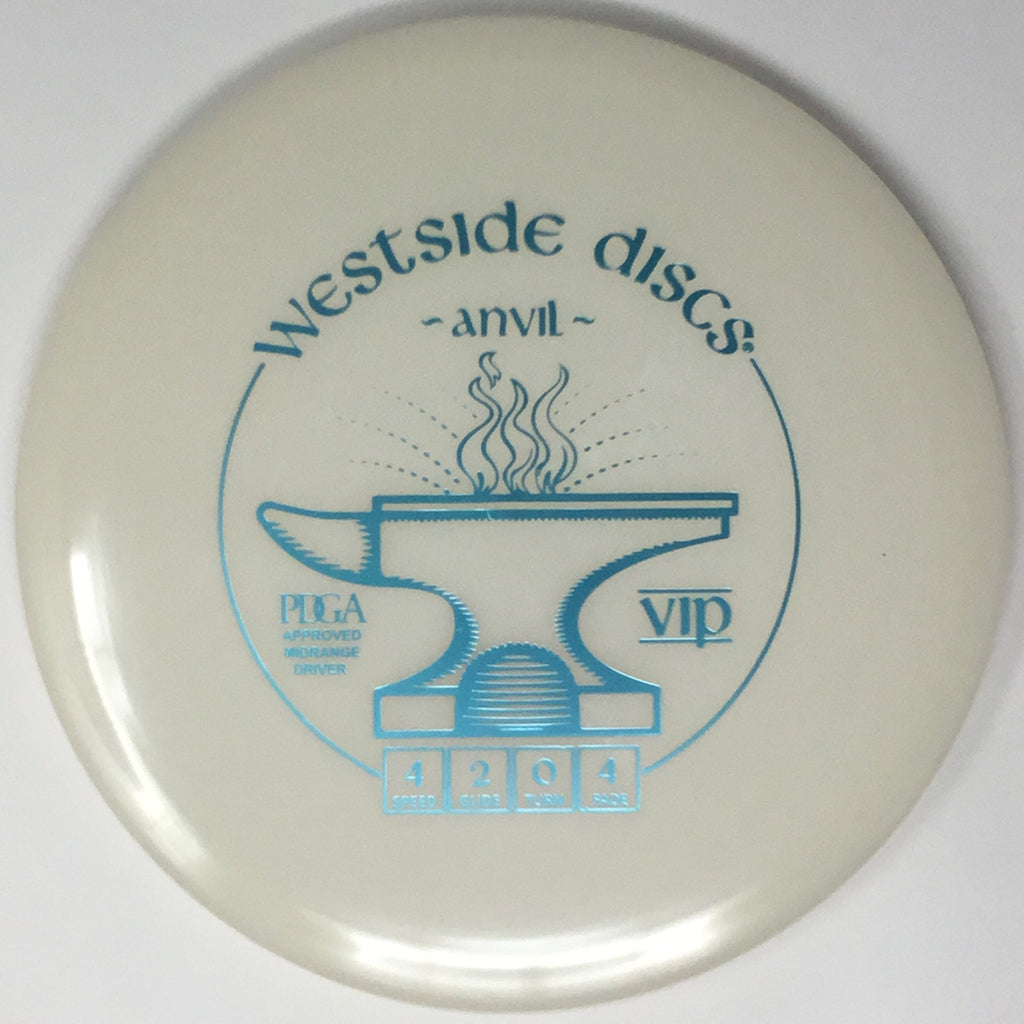 westside discs
~anvil~
PDGA
APPROVED
MIDRANGE
DRIVER
VIP
4 2 0 4
SPEED GLIDE TURN FADE